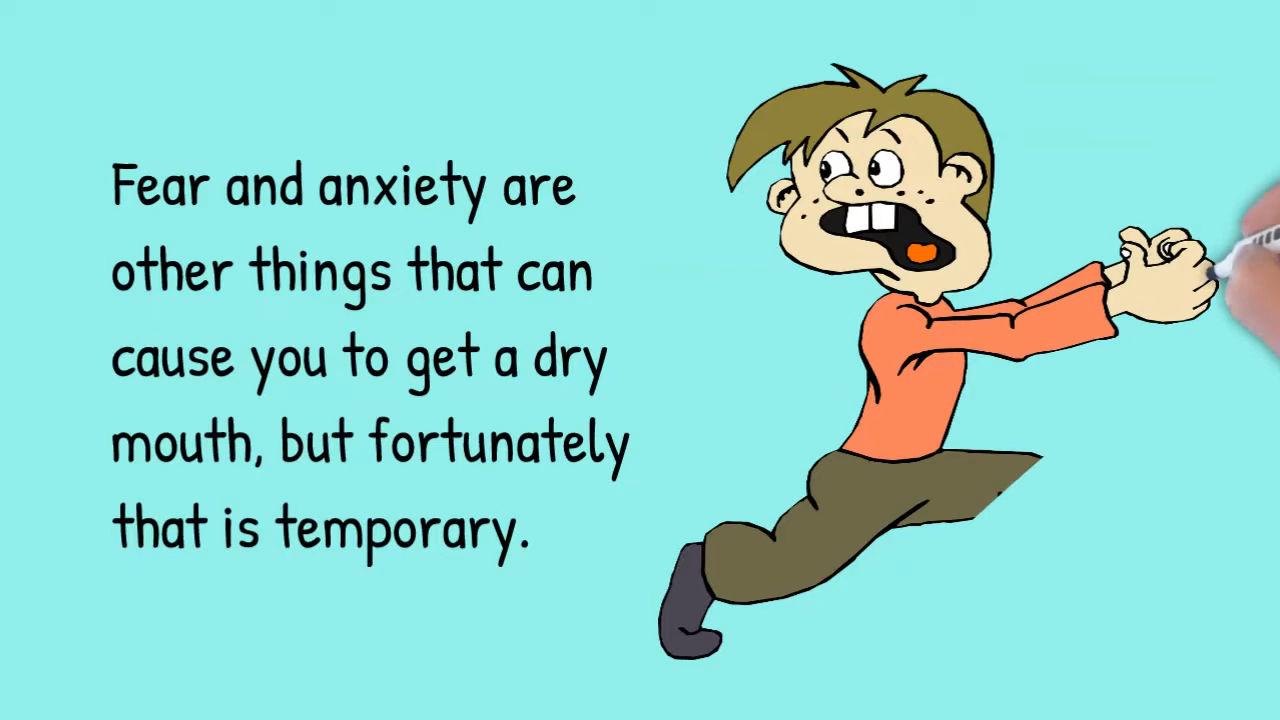 Fear and anxiety are
other things that can
cause you to get a dry
mouth, but fortunately
that is temporary.